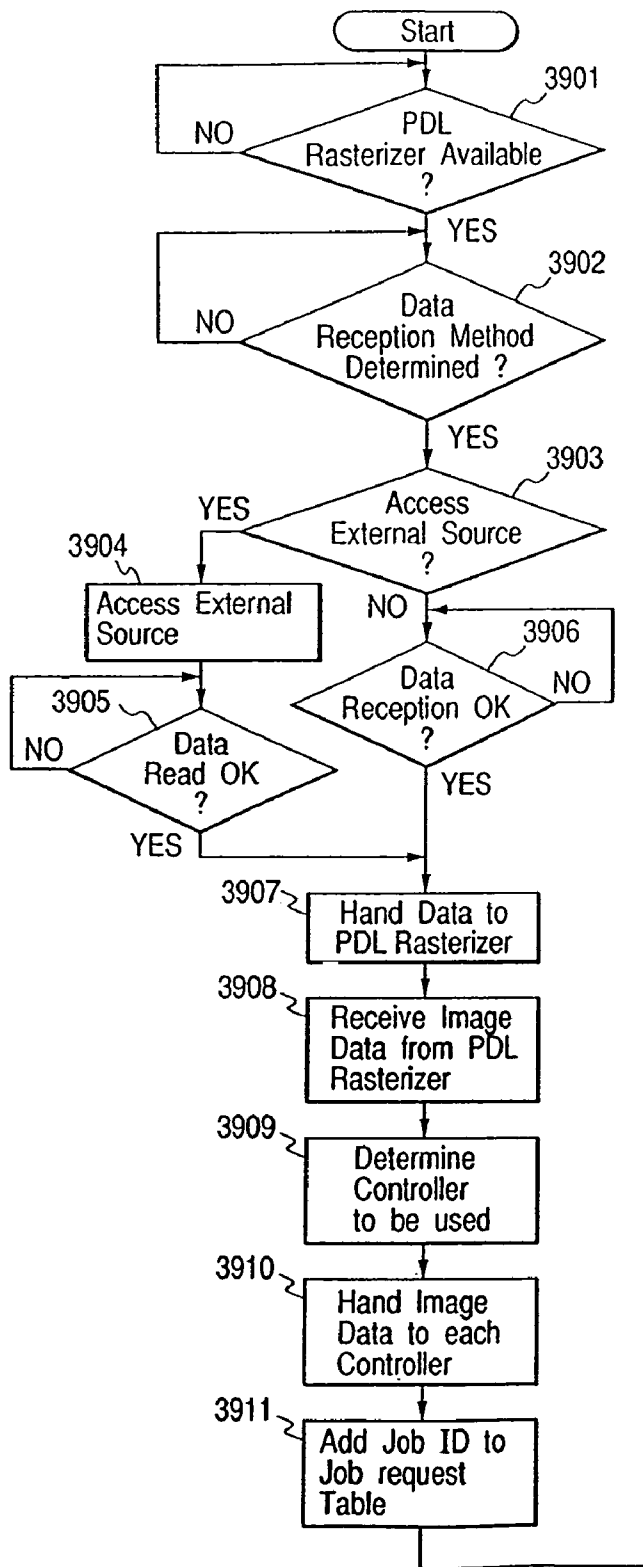 Start
3901
NO
PDL
Rasterizer Available
?
YES
3902
NO
Data
Reception Method
Determined ?
YES
3903
YES
Access
External Source
?
3904
Access External
Source
NO
3906
Data
Reception OK
?
NO
3905
NO
Data
Read OK
?
YES
YES
3907
Hand Data to
PDL Rasterizer
3908
Receive Image
Data from PDL
Rasterizer
3909
Determine
Controller
to be used
3910
Hand Image
Data to each
Controller
3911
Add Job ID to
Job request
Table